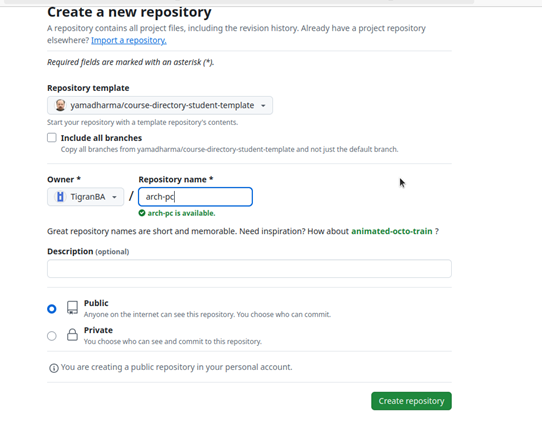 Create a new repository
A repository contains all project files, including the revision history. Already have a project repository
elsewhere? Import a repository.
Required fields are marked with an asterisk (*).
Repository template
yamadharma/course-directory-student-template
Start your repository with a template repository's contents.
Include all branches
Copy all branches from yamadharma/course-directory-student-template and not just the default branch.
Owner * Repository name *
TigranBA / arch-pc
arch-pc is available.
Great repository names are short and memorable. Need inspiration? How about animated-octo-train ?
Description (optional)
Public
Anyone on the internet can see this repository. You choose who can commit.
Private
You choose who can see and commit to this repository.
You are creating a public repository in your personal account.
Create repository